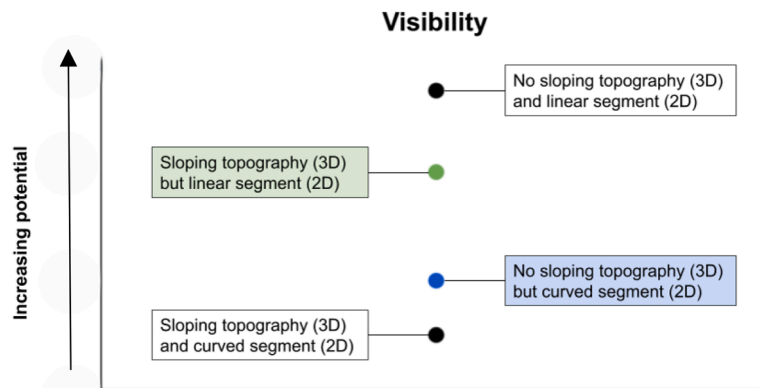 Visibility
No sloping topography (3D)
and linear segment (2D)
Sloping topography (3D)
but linear segment (2D)
Increasing potential
No sloping topography (3D)
but curved segment (2D)
Sloping topography (3D)
and curved segment (2D)